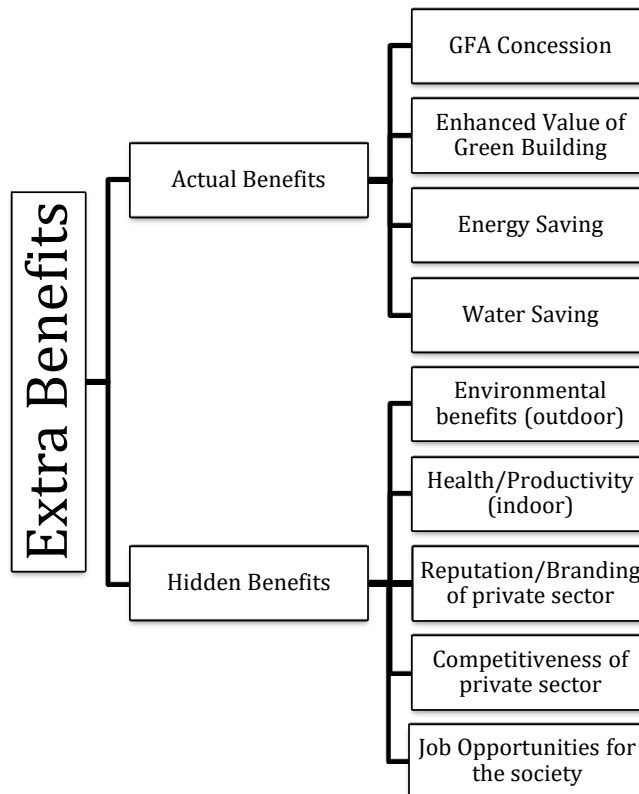 Extra Benefits
Actual Benefits
GFA Concession
Enhanced Value of
Green Building
Energy Saving
Water Saving
Hidden Benefits
Environmental
benefits (outdoor)
Health/Productivity
(indoor)
Reputation/Branding
of private sector
Competitiveness of
private sector
Job Opportunities for
the society